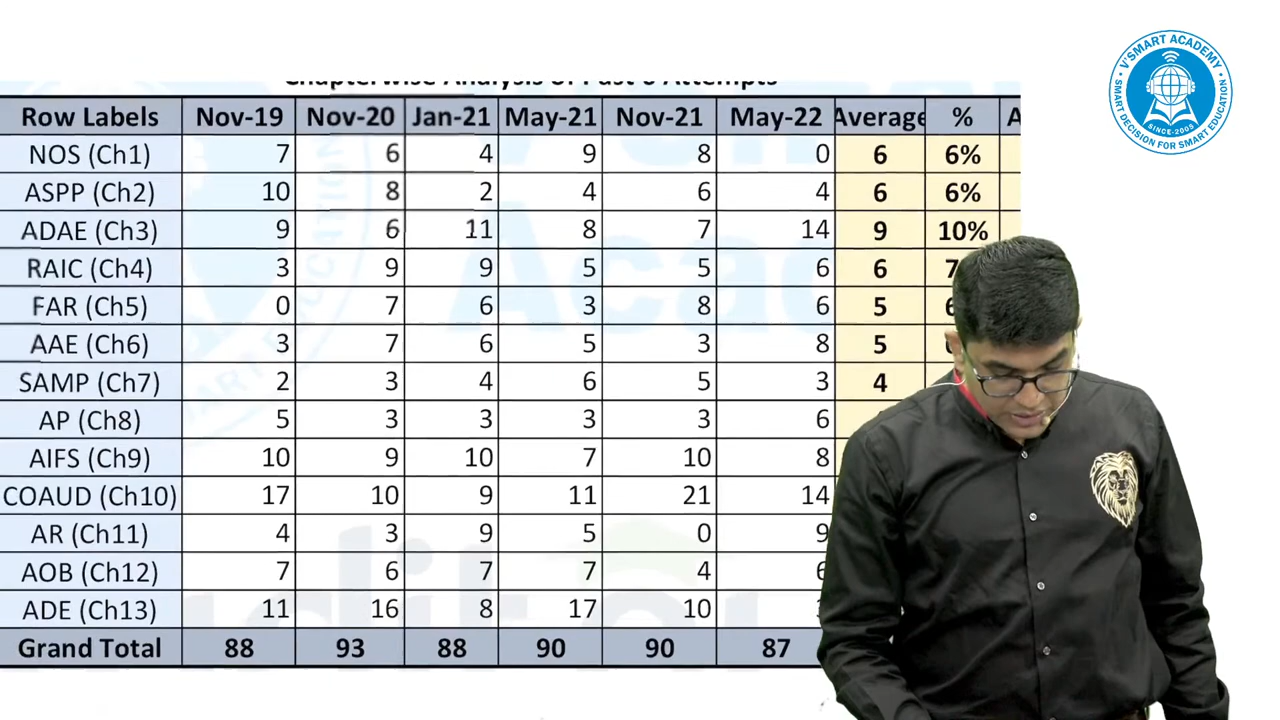 Chapterwise Analysis of Past 6 Attempts
Row Labels Nov-19 Nov-20 Jan-21 May-21 Nov-21 May-22 Average %
NOS (Ch1) 7 6 4 9 8 0 6 6%
ASPP (Ch2) 10 8 2 4 6 4 6 6%
ADAE (Ch3) 9 6 11 8 7 14 9 10%
RAIC (Ch4) 3 9 9 5 5 6 6
FAR (Ch5) 0 7 6 3 8 6 5
AAE (Ch6) 3 7 6 5 3 8 5
SAMP (Ch7) 2 3 4 6 5 3 4
AP (Ch8) 5 3 3 3 3 6
AIFS (Ch9) 10 9 10 7 10 8
COAUD (Ch10) 17 10 9 11 21 14
AR (Ch11) 4 3 9 5 0 9
AOB (Ch12) 7 6 7 7 4 6
ADE (Ch13) 11 16 8 17 10
Grand Total 88 93 88 90 90 87
V'SMART ACADEMY
SMART DECISION FOR SMART EDUCATION
SINCE-2009